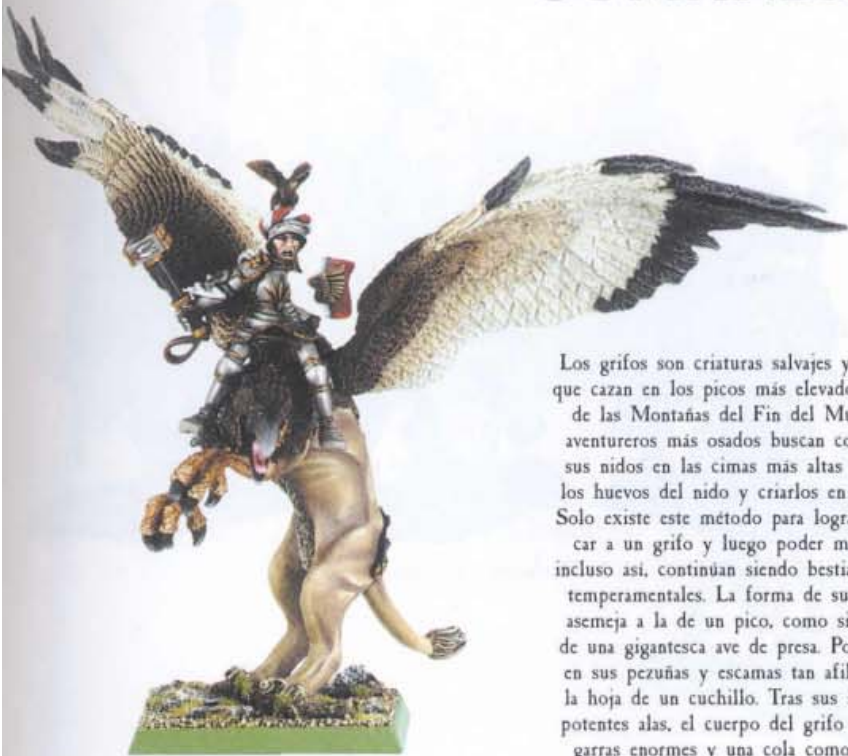 Los grifos son criaturas salvajes y
que cazan en los picos más elevado
de las Montañas del Fin del Mu
aventureros más osados buscan co
sus nidos en las cimas más altas
los huevos del nido y criarlos en
Solo existe este método para logra
car a un grifo y luego poder m
incluso así, continúan siendo bestia
temperamentales. La forma de su
asemeja a la de un pico, como si
de una gigantesca ave de presa. Po
en sus pezuñas y escamas tan afil
la hoja de un cuchillo. Tras sus
potentes alas, el cuerpo del grifo
garras enormes y una cola como